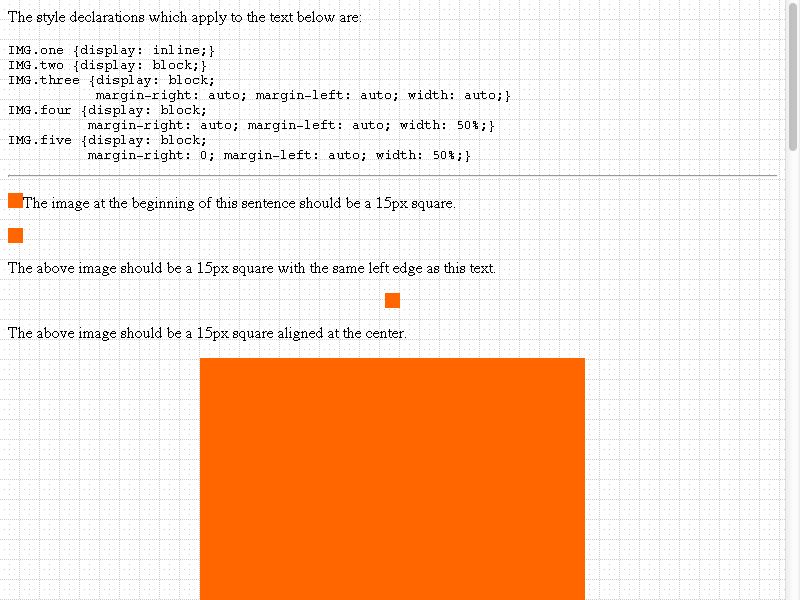 The style declarations which apply to the text below are:
IMG.one {display: inline;}
IMG.two {display: block;}
IMG.three {display: block;
margin-right: auto; margin-left: auto; width: auto;}
IMG.four {display: block;
margin-right: auto; margin-left: auto; width: 50%;}
IMG.five {display: block;
margin-right: 0; margin-left: auto; width: 50%;}
The image at the beginning of this sentence should be a 15px square.
The above image should be a 15px square with the same left edge as this text.
The above image should be a 15px square aligned at the center.